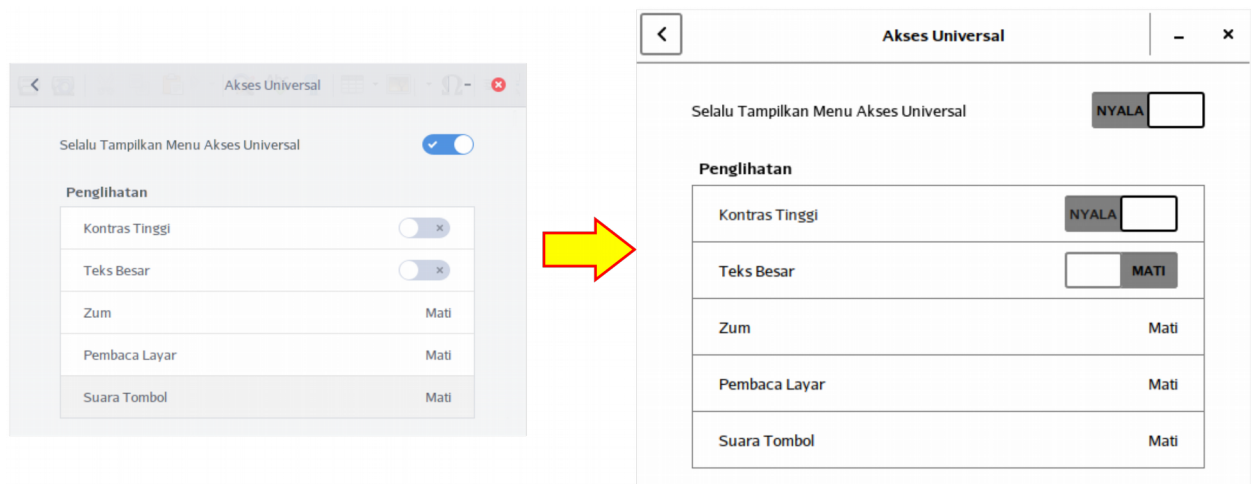 Akses Universal
Selalu Tampilkan Menu Akses Universal
Penglihatan
Kontras Tinggi
Teks Besar
Zum Mati
Pembaca Layar Mati
Suara Tombol Mati
Akses Universal
Selalu Tampilkan Menu Akses Universal NYALA
Penglihatan
Kontras Tinggi NYALA
Teks Besar MATI
Zum Mati
Pembaca Layar Mati
Suara Tombol Mati